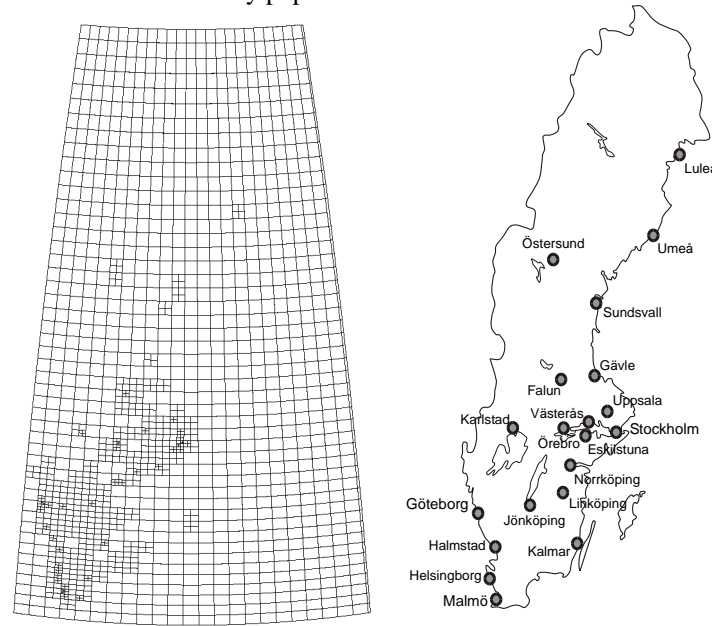 Luleå
Östersund
Umeå
Sundsvall
Gävle
Falun
Uppsala
Västerås
Karlstad
Stockholm
Örebro
Eskilstuna
Norrköping
Linköping
Göteborg
Jönköping
Halmstad
Kalmar
Helsingborg
Malmö